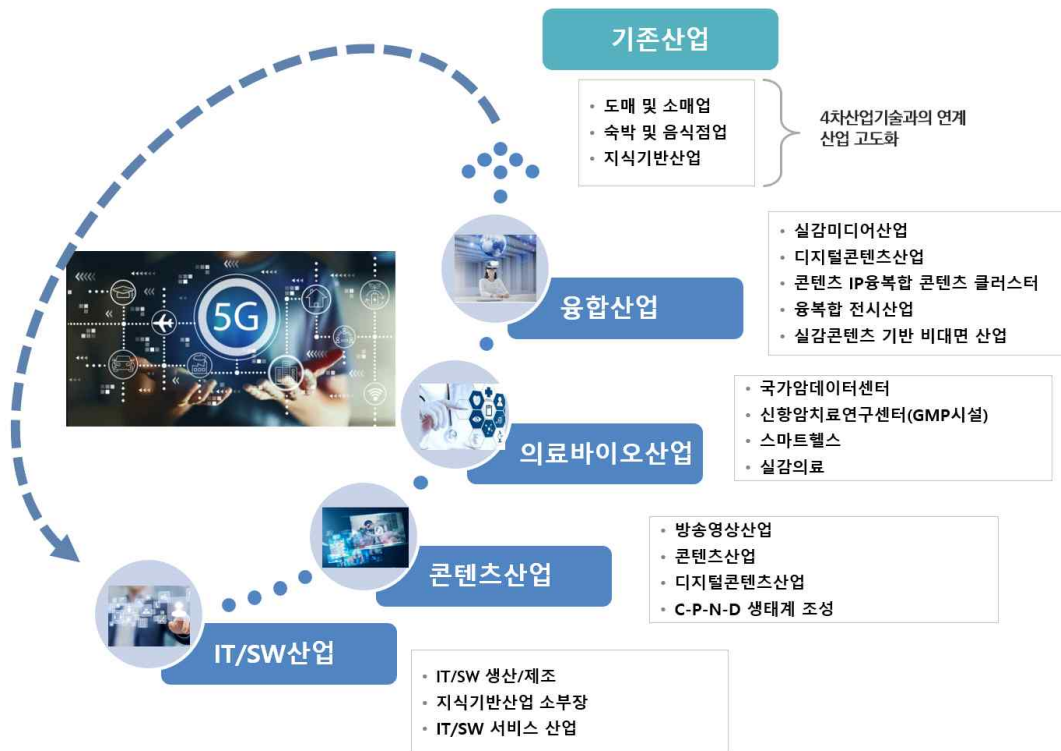 기존산업
• 도매 및 소매업
• 숙박 및 음식점업
• 지식기반산업
4차산업기술과의 연계
산업 고도화
융합산업
• 실감미디어산업
• 디지털콘텐츠산업
• 콘텐츠 IP융복합 콘텐츠 클러스터
• 융복합 전시산업
• 실감콘텐츠 기반 비대면 산업
5G
의료바이오산업
• 국가암데이터센터
• 신항암치료연구센터(GMP시설)
• 스마트헬스
• 실감의료
콘텐츠산업
• 방송영상산업
• 콘텐츠산업
• 디지털콘텐츠산업
• C-P-N-D 생태계 조성
IT/SW산업
• IT/SW 생산/제조
• 지식기반산업 소부장
• IT/SW 서비스 산업